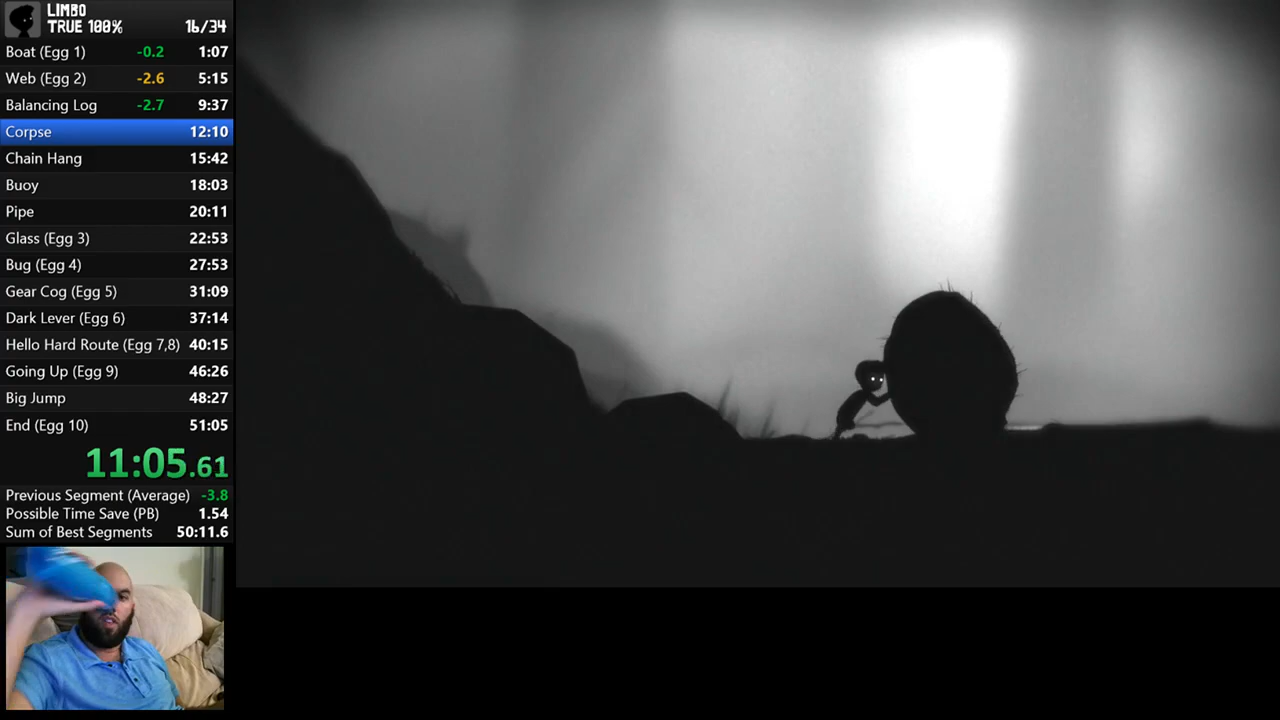 LIMBO
TRUE 100% 16/34
Boat (Egg 1) -0.2 1:07
Web (Egg 2) -2.6 5:15
Balancing Log -2.7 9:37
Corpse 12:10
Chain Hang 15:42
Buoy 18:03
Pipe 20:11
Glass (Egg 3) 22:53
Bug (Egg 4) 27:53
Gear Cog (Egg 5) 31:09
Dark Lever (Egg 6) 37:14
Hello Hard Route (Egg 7,8) 40:15
Going Up (Egg 9) 46:26
Big Jump 48:27
End (Egg 10) 51:05
11:05.61
Previous Segment (Average) -3.8
Possible Time Save (PB) 1.54
Sum of Best Segments 50:11.6